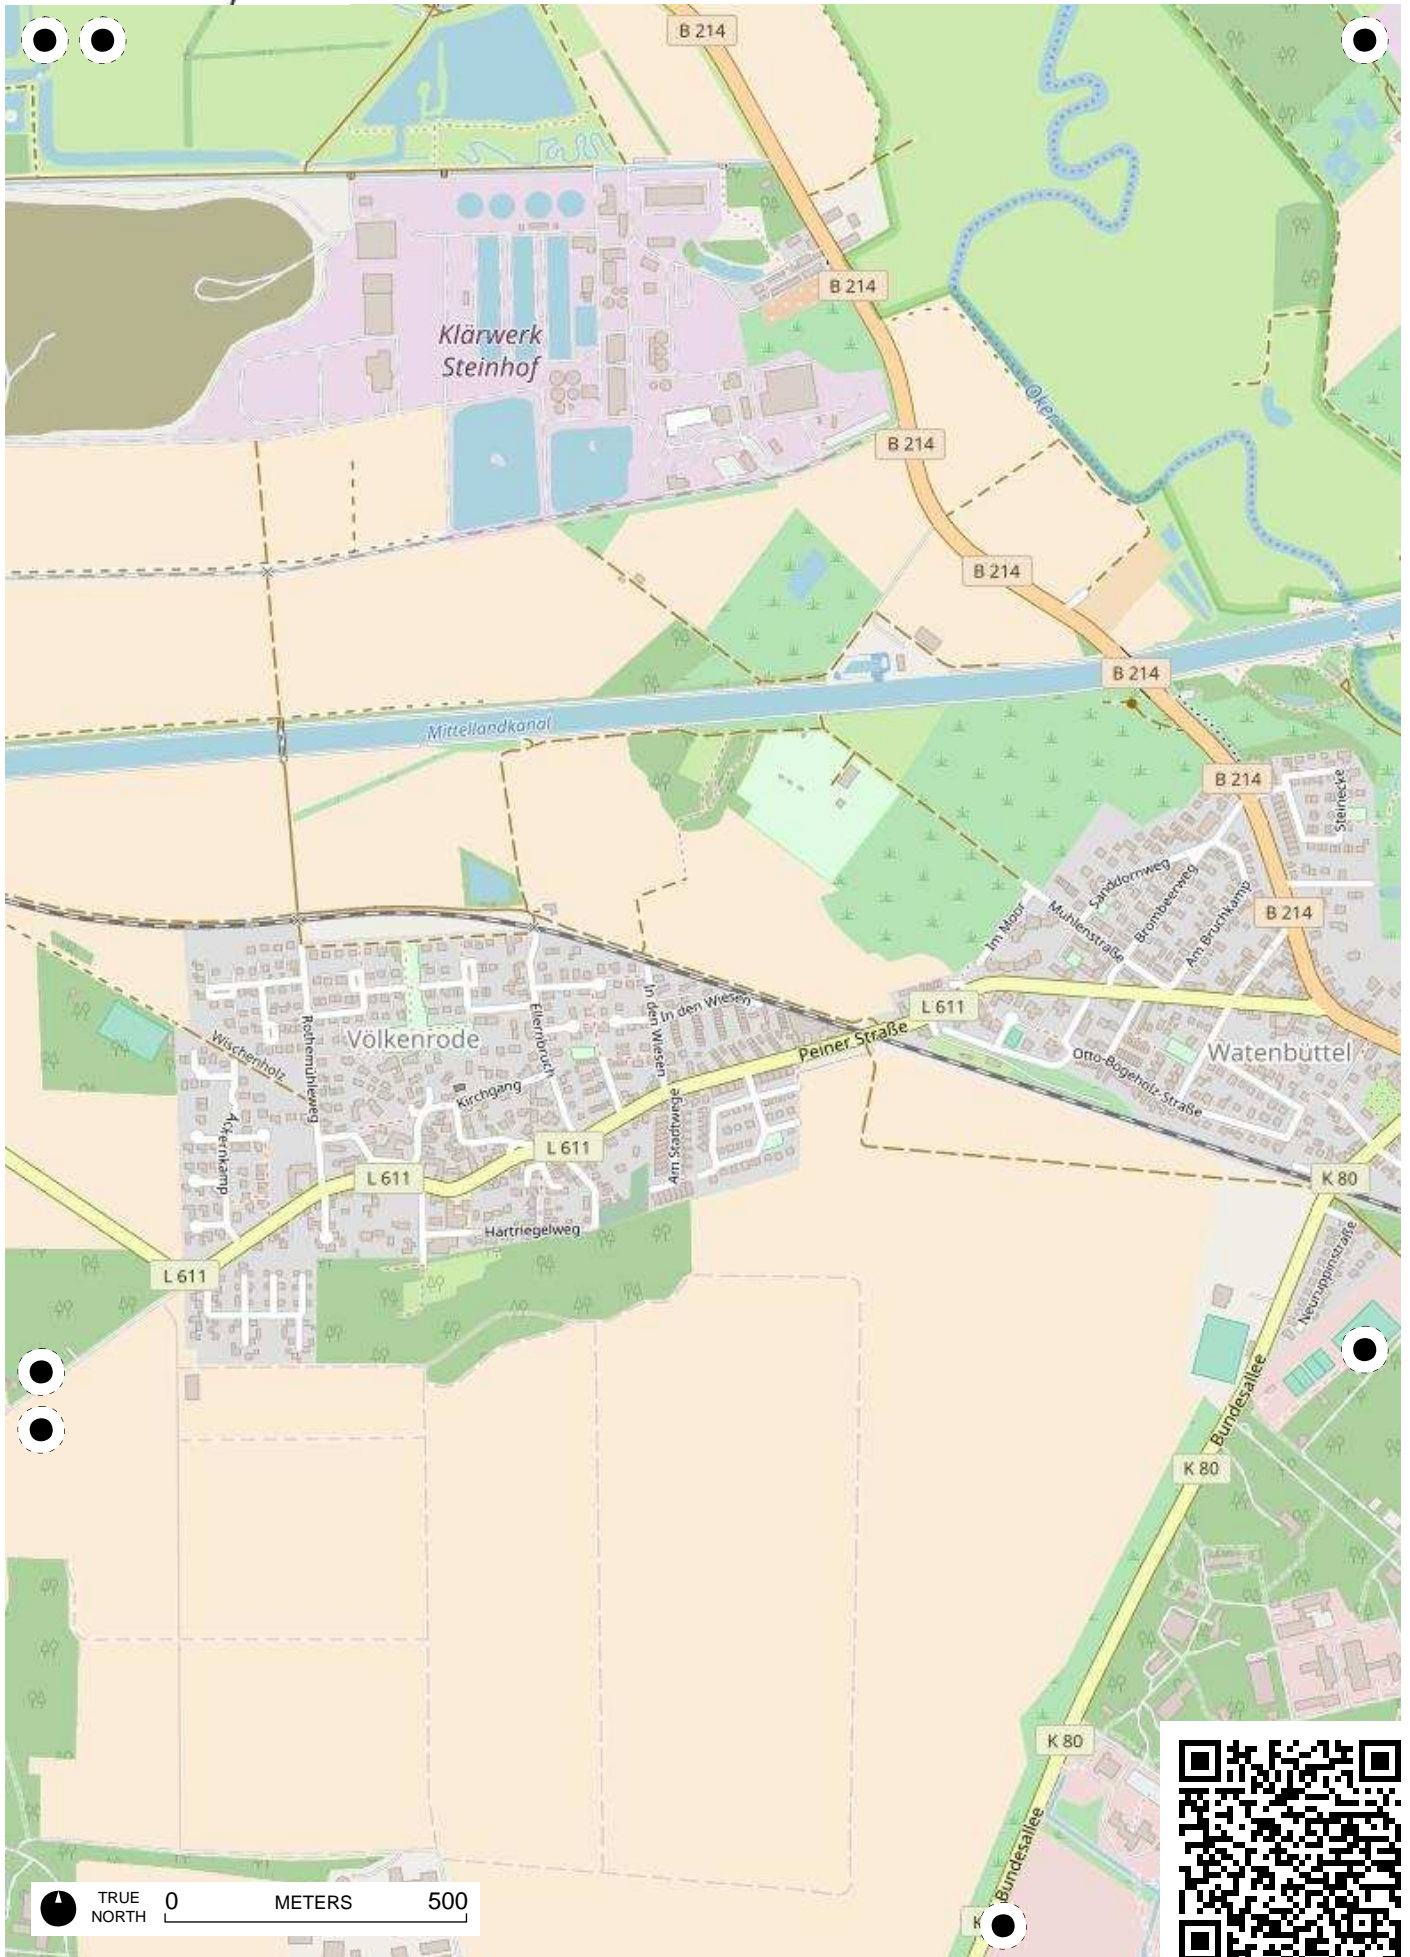 B 214
B 214
Klärwerk
Steinhof
Oker
B 214
B 214
B 214
Mittellandkanal
B 214
Steinecke
Sanddornweg
Brombeerweg
Am Bruchkamp
B 214
Im Moor
Mühlenstraße
L 611
In den Wiesen
In den Wiesen
Ellernbruch
Rothemühleweg
Völkenrode
Peiner Straße
Watenbüttel
Wischenholz
Kirchgang
Otto-Bögeholz-Straße
Ackernkamp
Am Stadtwege
L 611
L 611
K 80
Hartriegelweg
Neuruppinstraße
L 611
Bundesallee
K 80
K 80
Bundesallee
K
TRUE
NORTH
0 METERS 500